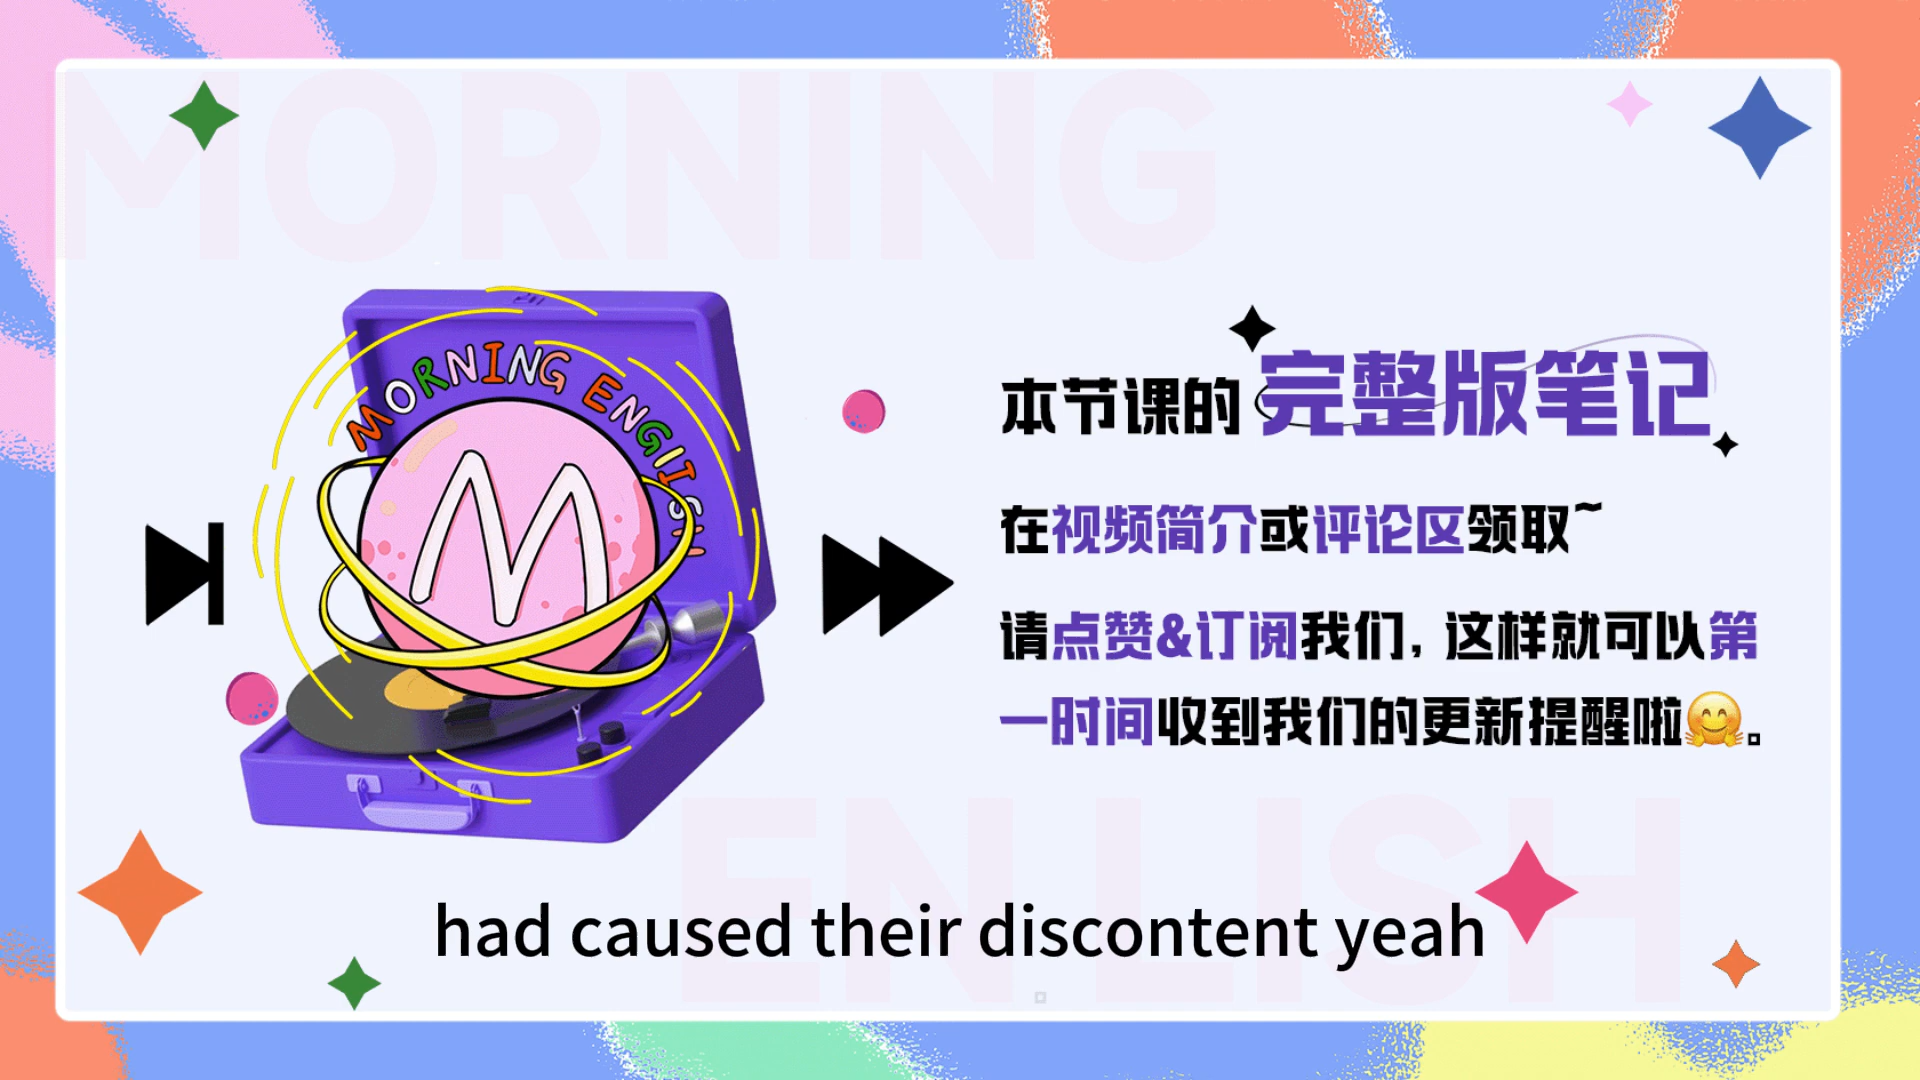 MORNING
MORNING ENGLISH
M
本节课的 完整版笔记
在视频简介或评论区领取~
请点赞&订阅我们,这样就可以第
一时间收到我们的更新提醒啦🤗。
EN LISH
had caused their discontent yeah